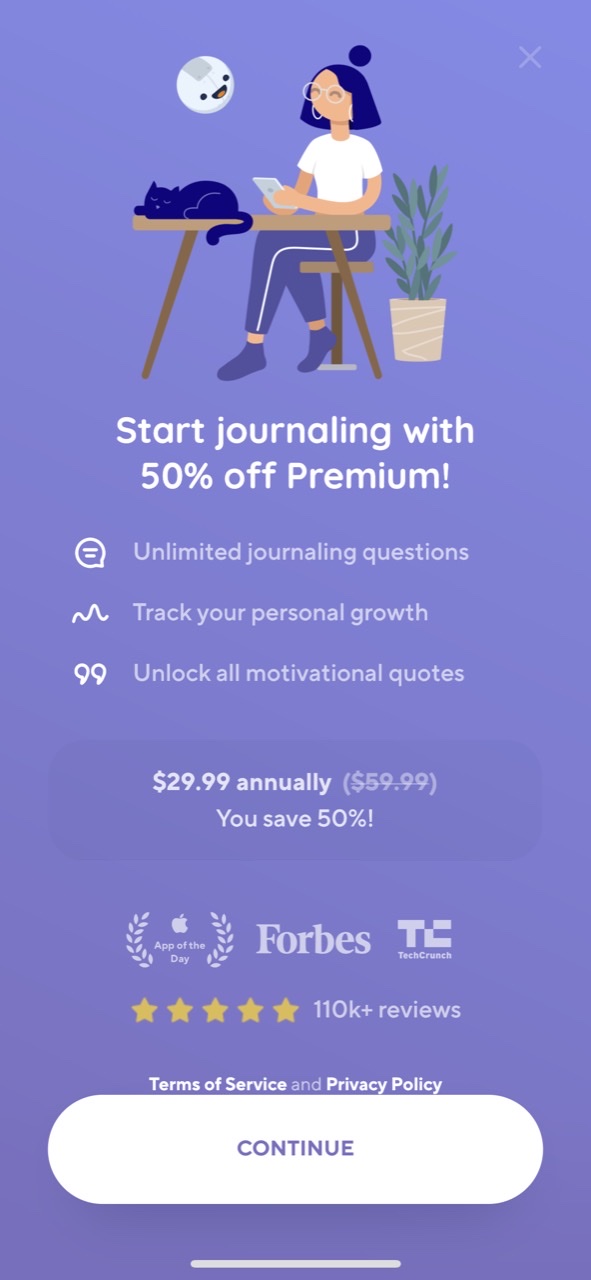 Start journaling with
50% off Premium!
Unlimited journaling questions
Track your personal growth
Unlock all motivational quotes
$29.99 annually ($59.99)
You save 50%!
App of the
Day
Forbes
TC
TechCrunch
110k+ reviews
Terms of Service and Privacy Policy
CONTINUE